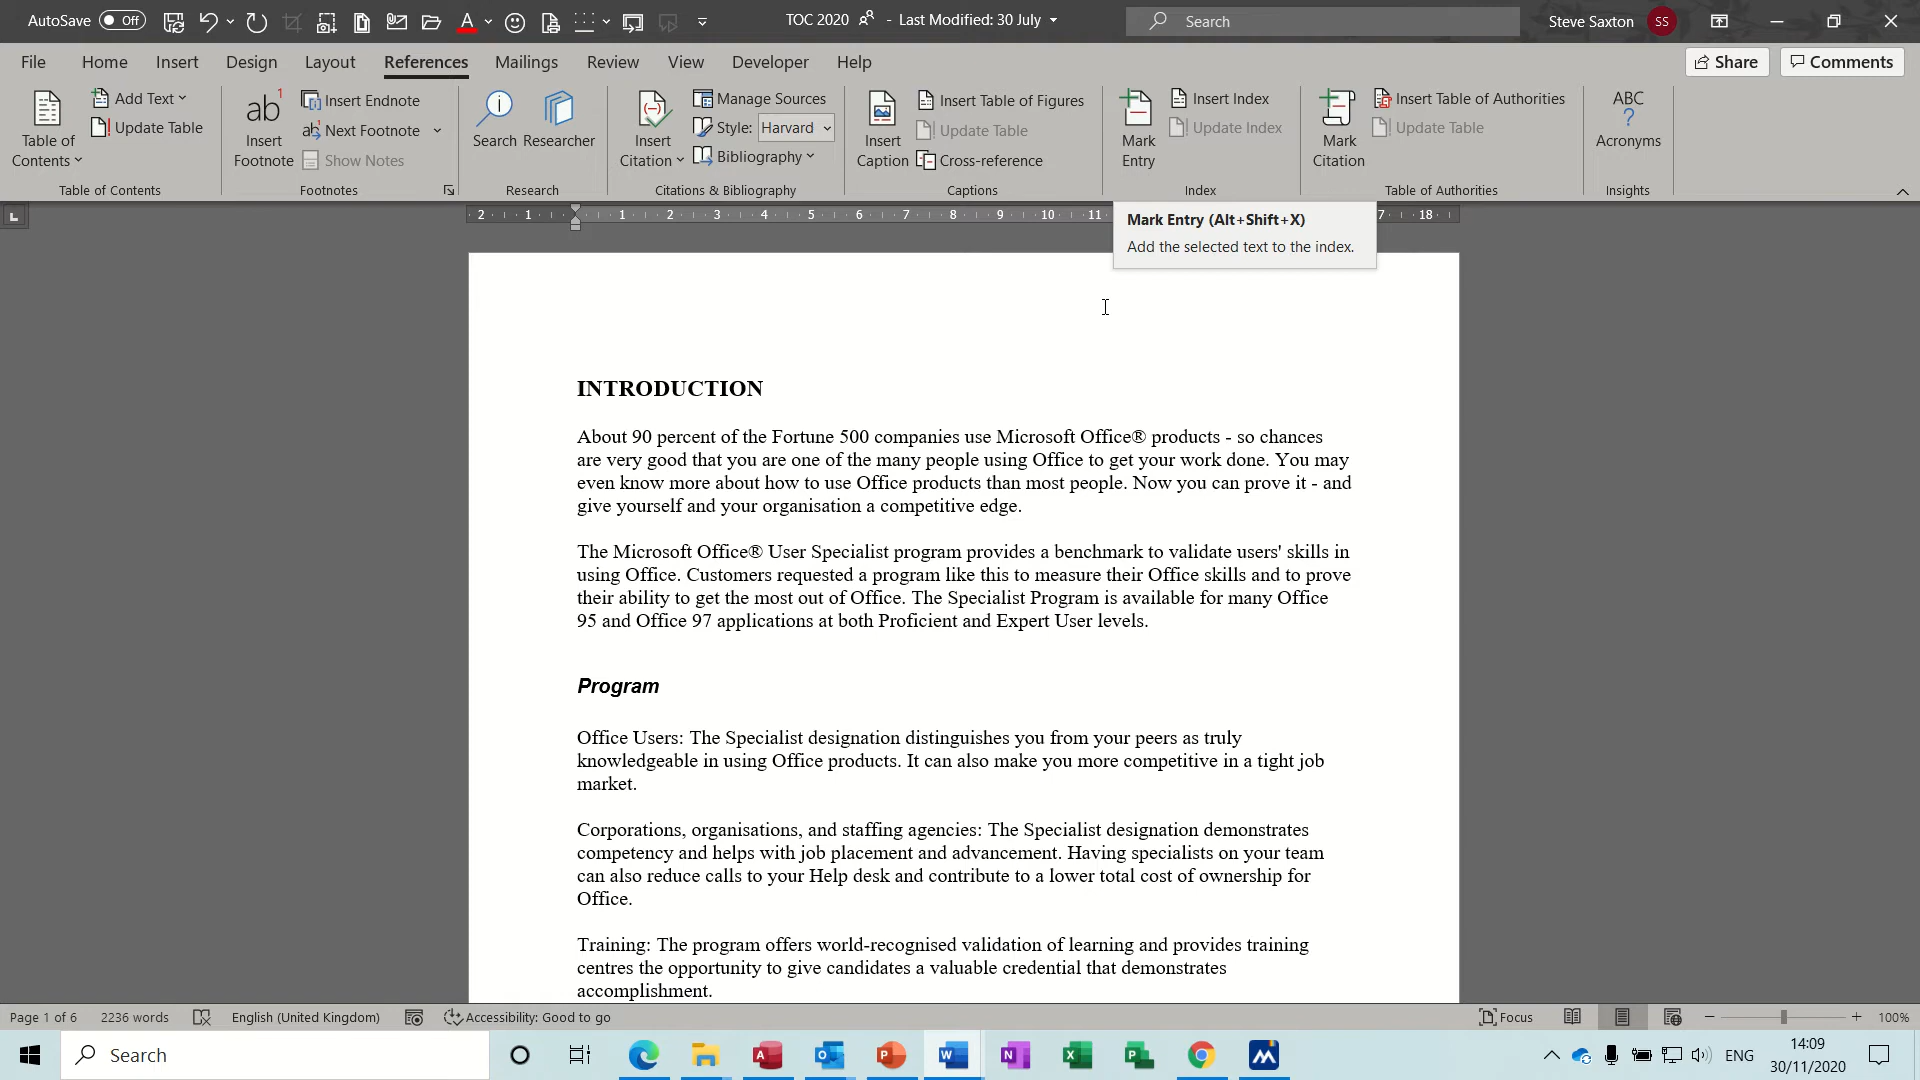 AutoSave Off
TOC 2020 - Last Modified: 30 July
Search
Steve Saxton SS
File Home Insert Design Layout References Mailings Review View Developer Help
Share Comments
Table of Contents
Add Text
Update Table
Table of Contents
ab1 Insert Footnote
Insert Endnote
Next Footnote
Show Notes
Footnotes
Search Researcher
Research
Insert Citation
Manage Sources
Style: Harvard
Bibliography
Citations & Bibliography
Insert Caption
Insert Table of Figures
Update Table
Cross-reference
Captions
Mark Entry
Insert Index
Update Index
Index
Mark Citation
Insert Table of Authorities
Update Table
Table of Authorities
ABC ? Acronyms
Insights
L
2 1 1 2 3 4 5 6 7 8 9 10 11 17 18
Mark Entry (Alt+Shift+X)
Add the selected text to the index.
INTRODUCTION
About 90 percent of the Fortune 500 companies use Microsoft Office® products - so chances
are very good that you are one of the many people using Office to get your work done. You may
even know more about how to use Office products than most people. Now you can prove it - and
give yourself and your organisation a competitive edge.
The Microsoft Office® User Specialist program provides a benchmark to validate users' skills in
using Office. Customers requested a program like this to measure their Office skills and to prove
their ability to get the most out of Office. The Specialist Program is available for many Office
95 and Office 97 applications at both Proficient and Expert User levels.
Program
Office Users: The Specialist designation distinguishes you from your peers as truly
knowledgeable in using Office products. It can also make you more competitive in a tight job
market.
Corporations, organisations, and staffing agencies: The Specialist designation demonstrates
competency and helps with job placement and advancement. Having specialists on your team
can also reduce calls to your Help desk and contribute to a lower total cost of ownership for
Office.
Training: The program offers world-recognised validation of learning and provides training
centres the opportunity to give candidates a valuable credential that demonstrates
accomplishment.
Page 1 of 6 2236 words English (United Kingdom) Accessibility: Good to go
Focus 100%
Search
ENG
14:09
30/11/2020